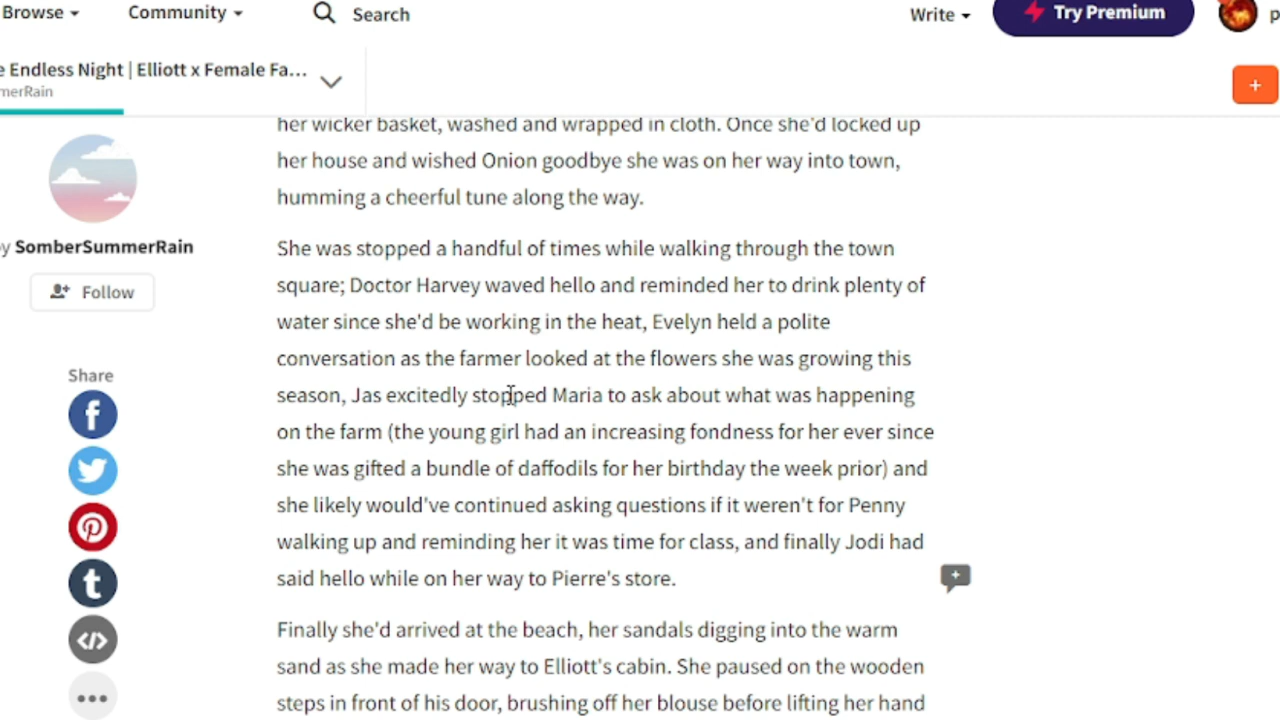 Browse
Community
Search
Write
Try Premium
p
e Endless Night | Elliott x Female Fa...
merRain
+
her wicker basket, washed and wrapped in cloth. Once she'd locked up
her house and wished Onion goodbye she was on her way into town,
humming a cheerful tune along the way.
y SomberSummerRain
Follow
Share
She was stopped a handful of times while walking through the town
square; Doctor Harvey waved hello and reminded her to drink plenty of
water since she'd be working in the heat, Evelyn held a polite
conversation as the farmer looked at the flowers she was growing this
season, Jas excitedly stopped Maria to ask about what was happening
on the farm (the young girl had an increasing fondness for her ever since
she was gifted a bundle of daffodils for her birthday the week prior) and
she likely would've continued asking questions if it weren't for Penny
walking up and reminding her it was time for class, and finally Jodi had
said hello while on her way to Pierre's store.
Finally she'd arrived at the beach, her sandals digging into the warm
sand as she made her way to Elliott's cabin. She paused on the wooden
steps in front of his door, brushing off her blouse before lifting her hand